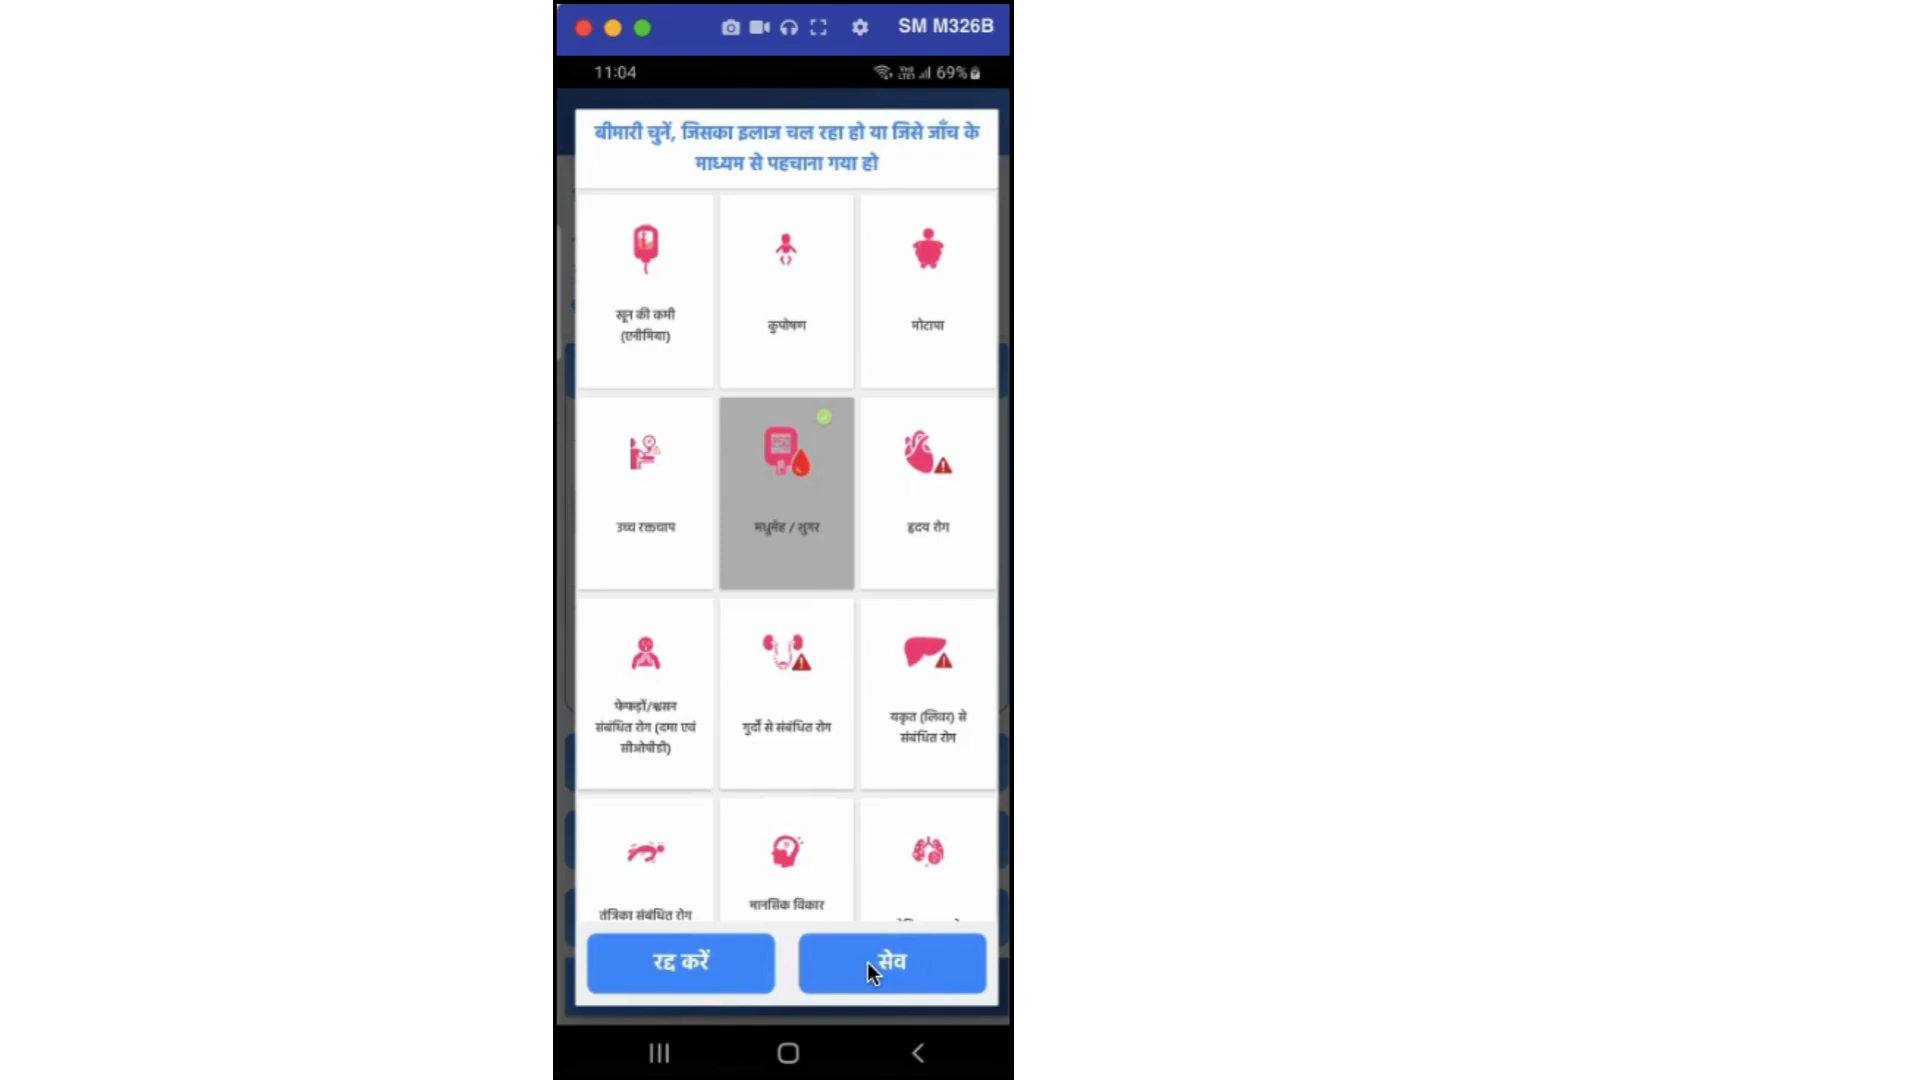 SM M326B
11:04
69%
बीमारी चुनें, जिसका इलाज चल रहा हो या जिसे जाँच के
माध्यम से पहचाना गया हो
खून की कमी
(एनीमिया)
कुपोषण
मोटापा
उच्च रक्तचाप
मधुमेह / शुगर
हृदय रोग
फेफड़ों/श्वसन
संबंधित रोग (दमा एवं
सीओपीडी)
गुर्दों से संबंधित रोग
यकृत (लिवर) से
संबंधित रोग
तंत्रिका संबंधित रोग
मानसिक विकार
रद्द करें
सेव